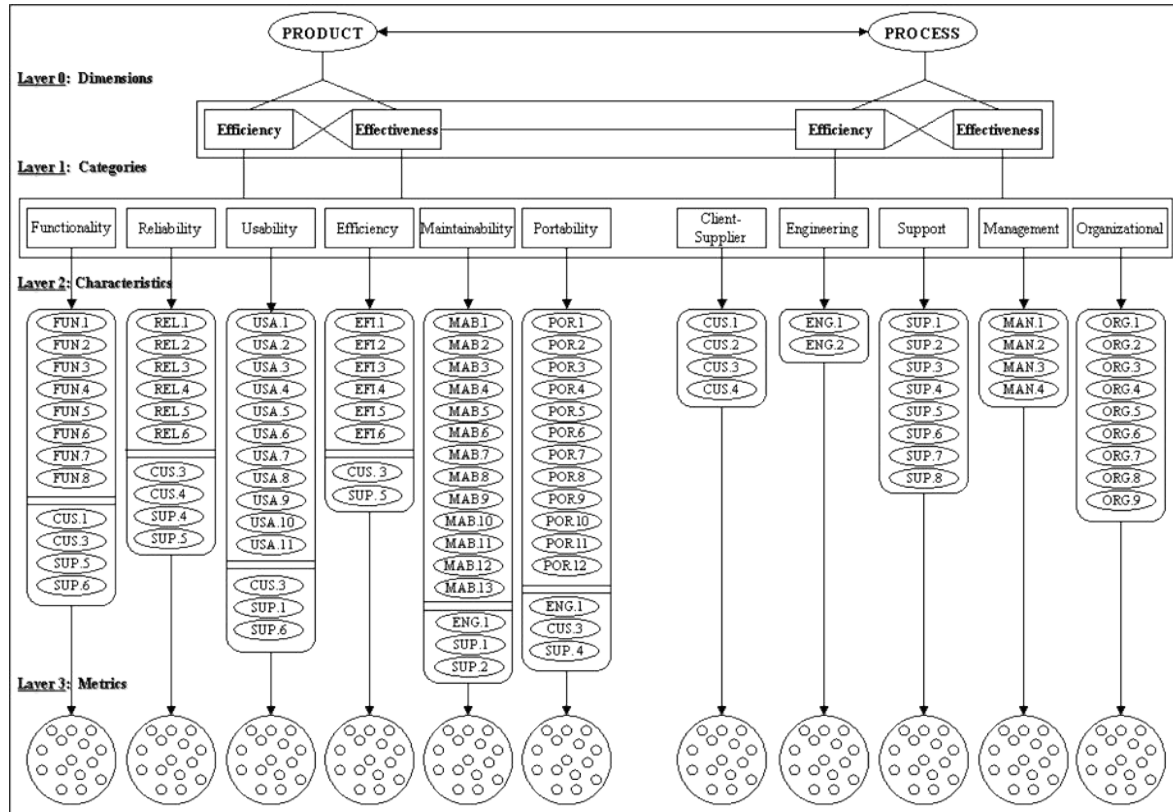 PRODUCT
PROCESS
Layer 0: Dimensions
Efficiency
Effectiveness
Efficiency
Effectiveness
Layer 1: Categories
Functionality
Reliability
Usability
Efficiency
Maintainability
Portability
Client-
Supplier
Engineering
Support
Management
Organizational
Layer 2: Characteristics
FUN.1
FUN.2
FUN.3
FUN.4
FUN.5
FUN.6
FUN.7
FUN.8
CUS.1
CUS.3
SUP.5
SUP.6
REL.1
REL.2
REL.3
REL.4
REL.5
REL.6
CUS.3
CUS.4
SUP.4
SUP.5
USA.1
USA.2
USA.3
USA.4
USA.5
USA.6
USA.7
USA.8
USA.9
USA.10
USA.11
CUS.3
SUP.1
SUP.6
EFI.1
EFI.2
EFI.3
EFI.4
EFI.5
EFI.6
CUS. 3
SUP. 5
MAB.1
MAB.2
MAB.3
MAB.4
MAB.5
MAB.6
MAB.7
MAB.8
MAB.9
MAB.10
MAB.11
MAB.12
MAB.13
ENG.1
SUP.1
SUP.2
POR.1
POR.2
POR.3
POR.4
POR.5
POR.6
POR.7
POR.8
POR.9
POR.10
POR.11
POR.12
ENG.1
CUS.3
SUP. 4
CUS.1
CUS.2
CUS.3
CUS.4
ENG.1
ENG.2
SUP.1
SUP.2
SUP.3
SUP.4
SUP.5
SUP.6
SUP.7
SUP.8
MAN.1
MAN.2
MAN.3
MAN.4
ORG.1
ORG.2
ORG.3
ORG.4
ORG.5
ORG.6
ORG.7
ORG.8
ORG.9
Layer 3: Metrics